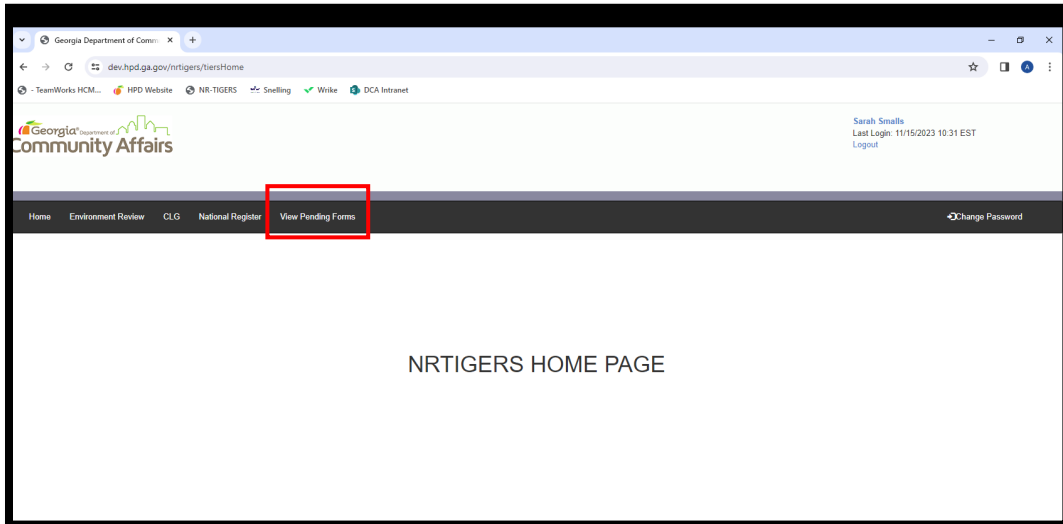 Georgia Department of Comm
dev.hpd.ga.gov/nrtigers/tiersHome
A
- TeamWorks HCM... HPD Website NR-TIGERS Snelling Wrike DCA Intranet
Georgia® Department of
Community Affairs
Sarah Smalls
Last Login: 11/15/2023 10:31 EST
Logout
Home Environment Review CLG National Register View Pending Forms Change Password
NRTIGERS HOME PAGE